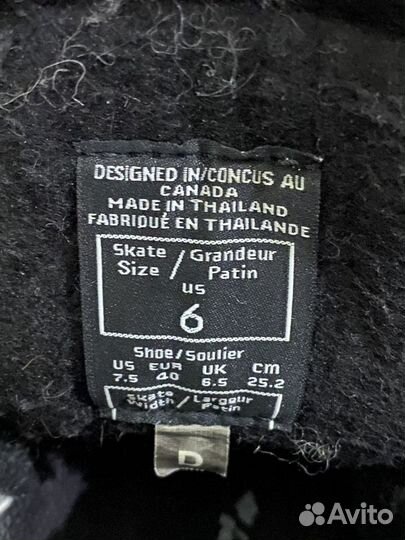 DESIGNED IN/CONCUS AU
CANADA
MADE IN THAILAND
FABRIQUÉ EN THAILANDE
Skate / Grandeur
Size / Patin
US
6
Shoe/Soulier
US EUR UK CM
7.5 40 6.5 25.2
Skate / Largeur
Width / Patin
D
Avito